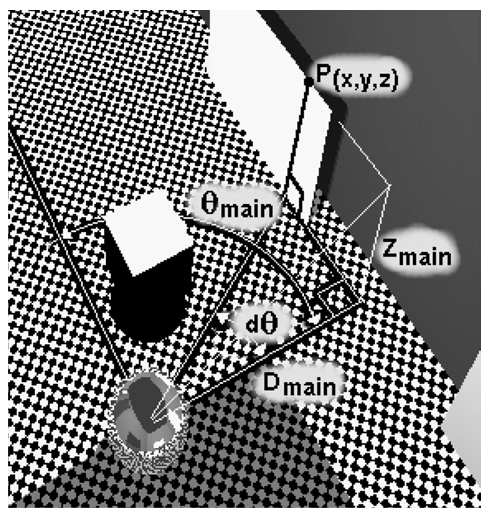 P(x,y,z)
θmain
Zmain
dθ
Dmain